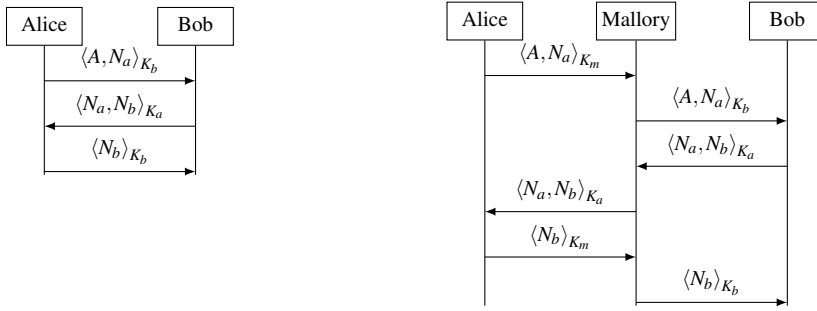 Alice Bob
⟨A, N_a⟩_{K_b}
⟨N_a, N_b⟩_{K_a}
⟨N_b⟩_{K_b}
Alice Mallory Bob
⟨A, N_a⟩_{K_m}
⟨A, N_a⟩_{K_b}
⟨N_a, N_b⟩_{K_a}
⟨N_a, N_b⟩_{K_a}
⟨N_b⟩_{K_m}
⟨N_b⟩_{K_b}